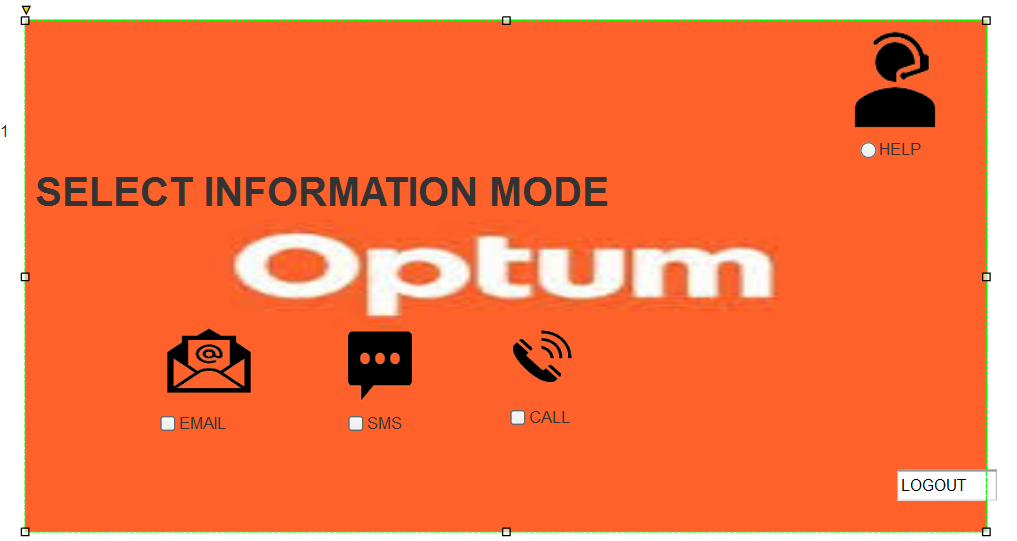 1
HELP
SELECT INFORMATION MODE
Optum
@
EMAIL
SMS
CALL
LOGOUT